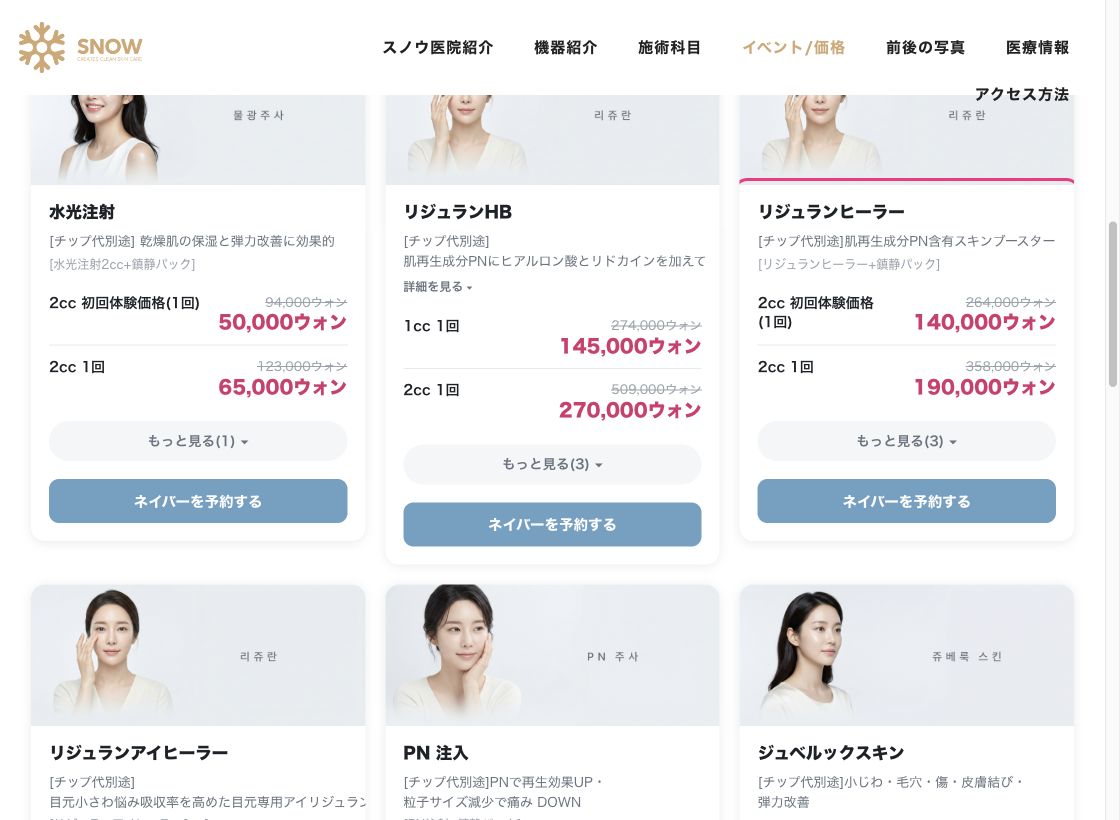 SNOW
CREATES CLEAN SKIN CARE
スノウ医院紹介
機器紹介
施術科目
イベント/価格
前後の写真
医療情報
アクセス方法
물광주사
水光注射
[チップ代別途] 乾燥肌の保湿と弾力改善に効果的
[水光注射2cc+鎮静パック]
2cc 初回体験価格(1回)
94,000ウォン
50,000ウォン
2cc 1回
123,000ウォン
65,000ウォン
もっと見る(1)
ネイバーを予約する
리쥬란
リジュランHB
[チップ代別途]
肌再生成分PNにヒアルロン酸とリドカインを加えて
詳細を見る
1cc 1回
274,000ウォン
145,000ウォン
2cc 1回
509,000ウォン
270,000ウォン
もっと見る(3)
ネイバーを予約する
리쥬란
リジュランヒーラー
[チップ代別途]肌再生成分PN含有スキンブースター
[リジュランヒーラー+鎮静パック]
2cc 初回体験価格
(1回)
264,000ウォン
140,000ウォン
2cc 1回
358,000ウォン
190,000ウォン
もっと見る(3)
ネイバーを予約する
리쥬란
リジュランアイヒーラー
[チップ代別途]
目元小さわ悩み吸収率を高めた目元専用アイリジュラン
PN 주사
PN 注入
[チップ代別途]PNで再生効果UP・
粒子サイズ減少で痛み DOWN
쥬베룩 스킨
ジュベルックスキン
[チップ代別途]小じわ・毛穴・傷・皮膚結び・
弾力改善